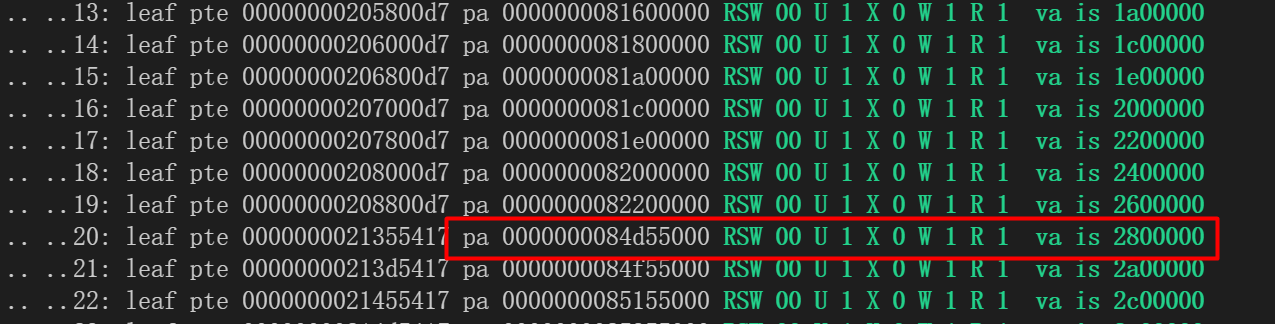 .. ..13: leaf pte 00000000205800d7 pa 0000000081600000 RSW 00 U 1 X 0 W 1 R 1  va is 1a00000
.. ..14: leaf pte 00000000206000d7 pa 0000000081800000 RSW 00 U 1 X 0 W 1 R 1  va is 1c00000
.. ..15: leaf pte 00000000206800d7 pa 0000000081a00000 RSW 00 U 1 X 0 W 1 R 1  va is 1e00000
.. ..16: leaf pte 00000000207000d7 pa 0000000081c00000 RSW 00 U 1 X 0 W 1 R 1  va is 2000000
.. ..17: leaf pte 00000000207800d7 pa 0000000081e00000 RSW 00 U 1 X 0 W 1 R 1  va is 2200000
.. ..18: leaf pte 00000000208000d7 pa 0000000082000000 RSW 00 U 1 X 0 W 1 R 1  va is 2400000
.. ..19: leaf pte 00000000208800d7 pa 0000000082200000 RSW 00 U 1 X 0 W 1 R 1  va is 2600000
.. ..20: leaf pte 0000000021355417 pa 0000000084d55000 RSW 00 U 1 X 0 W 1 R 1  va is 2800000
.. ..21: leaf pte 00000000213d5417 pa 0000000084f55000 RSW 00 U 1 X 0 W 1 R 1  va is 2a00000
.. ..22: leaf pte 0000000021455417 pa 0000000085155000 RSW 00 U 1 X 0 W 1 R 1  va is 2c00000